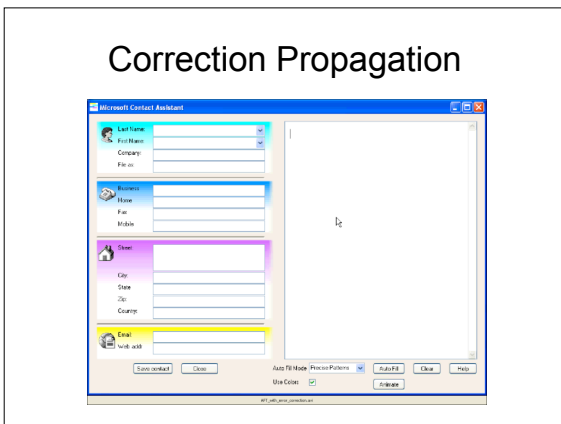 Correction Propagation
Microsoft Contact Assistant
Last Name:
First Name:
Company:
File as:
Business:
Home
Fax
Mobile
Street:
City:
State
Zip:
Country:
Email
Web add:
Save contact Close
Auto Fill Mode Precise Patterns Auto Fill Clear Help
Use Colors Animate